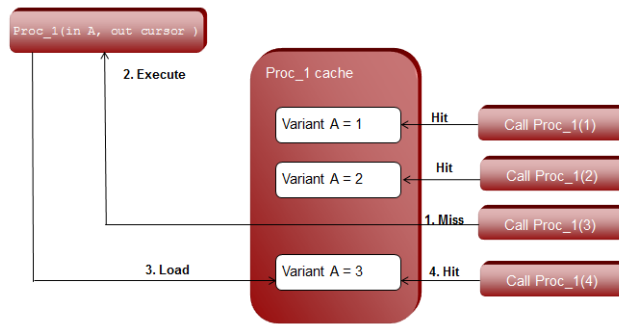 Proc_1(in A, out cursor )
2. Execute
Proc_1 cache
Variant A = 1
Hit
Call Proc_1(1)
Variant A = 2
Hit
Call Proc_1(2)
1. Miss
Call Proc_1(3)
3. Load
Variant A = 3
4. Hit
Call Proc_1(4)